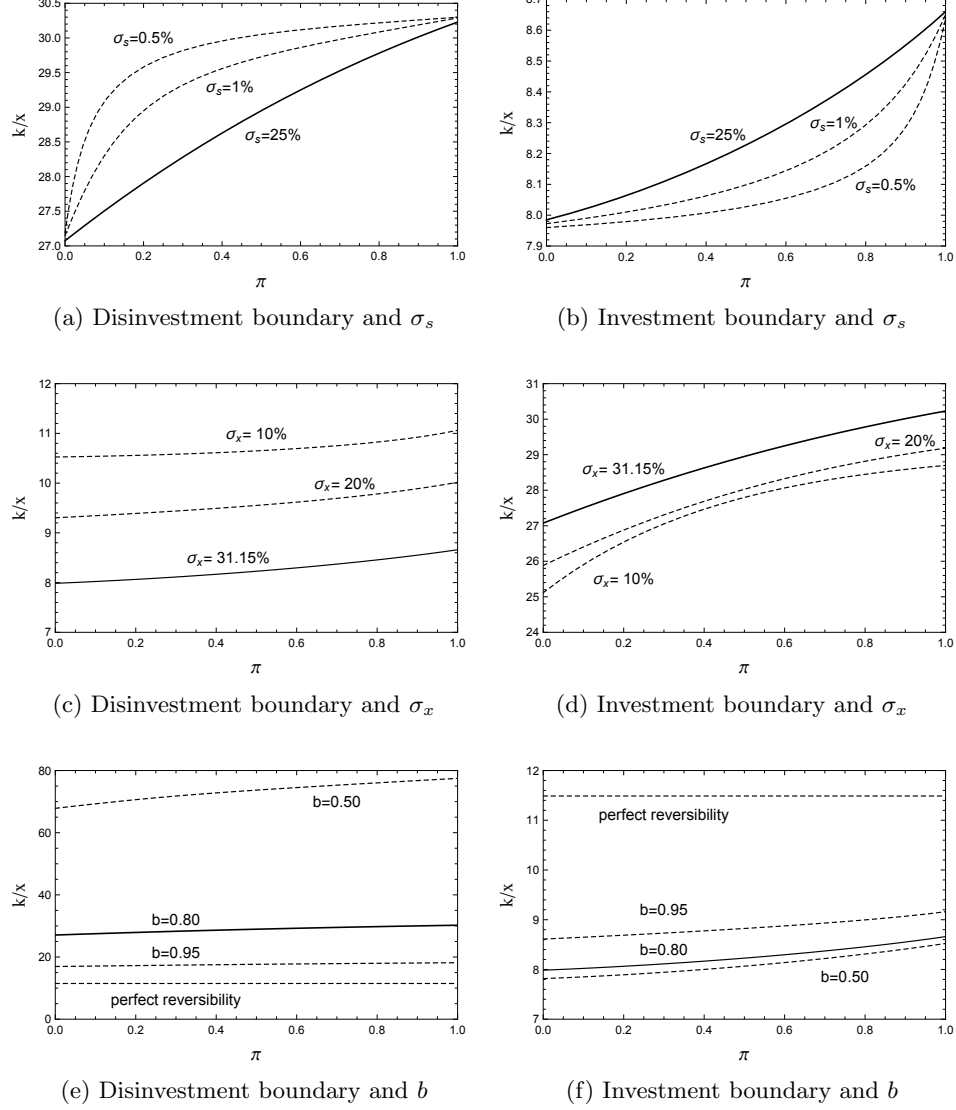 30.5
30.0
29.5
29.0
28.5
28.0
27.5
27.0
k/x
σs=0.5%
σs=1%
σs=25%
0.0 0.2 0.4 0.6 0.8 1.0
π
(a) Disinvestment boundary and σs
8.7
8.6
8.5
8.4
8.3
8.2
8.1
8.0
7.9
k/x
σs=25%
σs=1%
σs=0.5%
0.0 0.2 0.4 0.6 0.8 1.0
π
(b) Investment boundary and σs
12
11
10
9
8
7
k/x
σx= 10%
σx= 20%
σx= 31.15%
0.0 0.2 0.4 0.6 0.8 1.0
π
(c) Disinvestment boundary and σx
31
30
29
28
27
26
25
24
k/x
σx= 31.15%
σx= 20%
σx= 10%
0.0 0.2 0.4 0.6 0.8 1.0
π
(d) Investment boundary and σx
80
60
40
20
0
k/x
b=0.50
b=0.80
b=0.95
perfect reversibility
0.0 0.2 0.4 0.6 0.8 1.0
π
(e) Disinvestment boundary and b
12
11
10
9
8
7
k/x
perfect reversibility
b=0.95
b=0.80
b=0.50
0.0 0.2 0.4 0.6 0.8 1.0
π
(f) Investment boundary and b